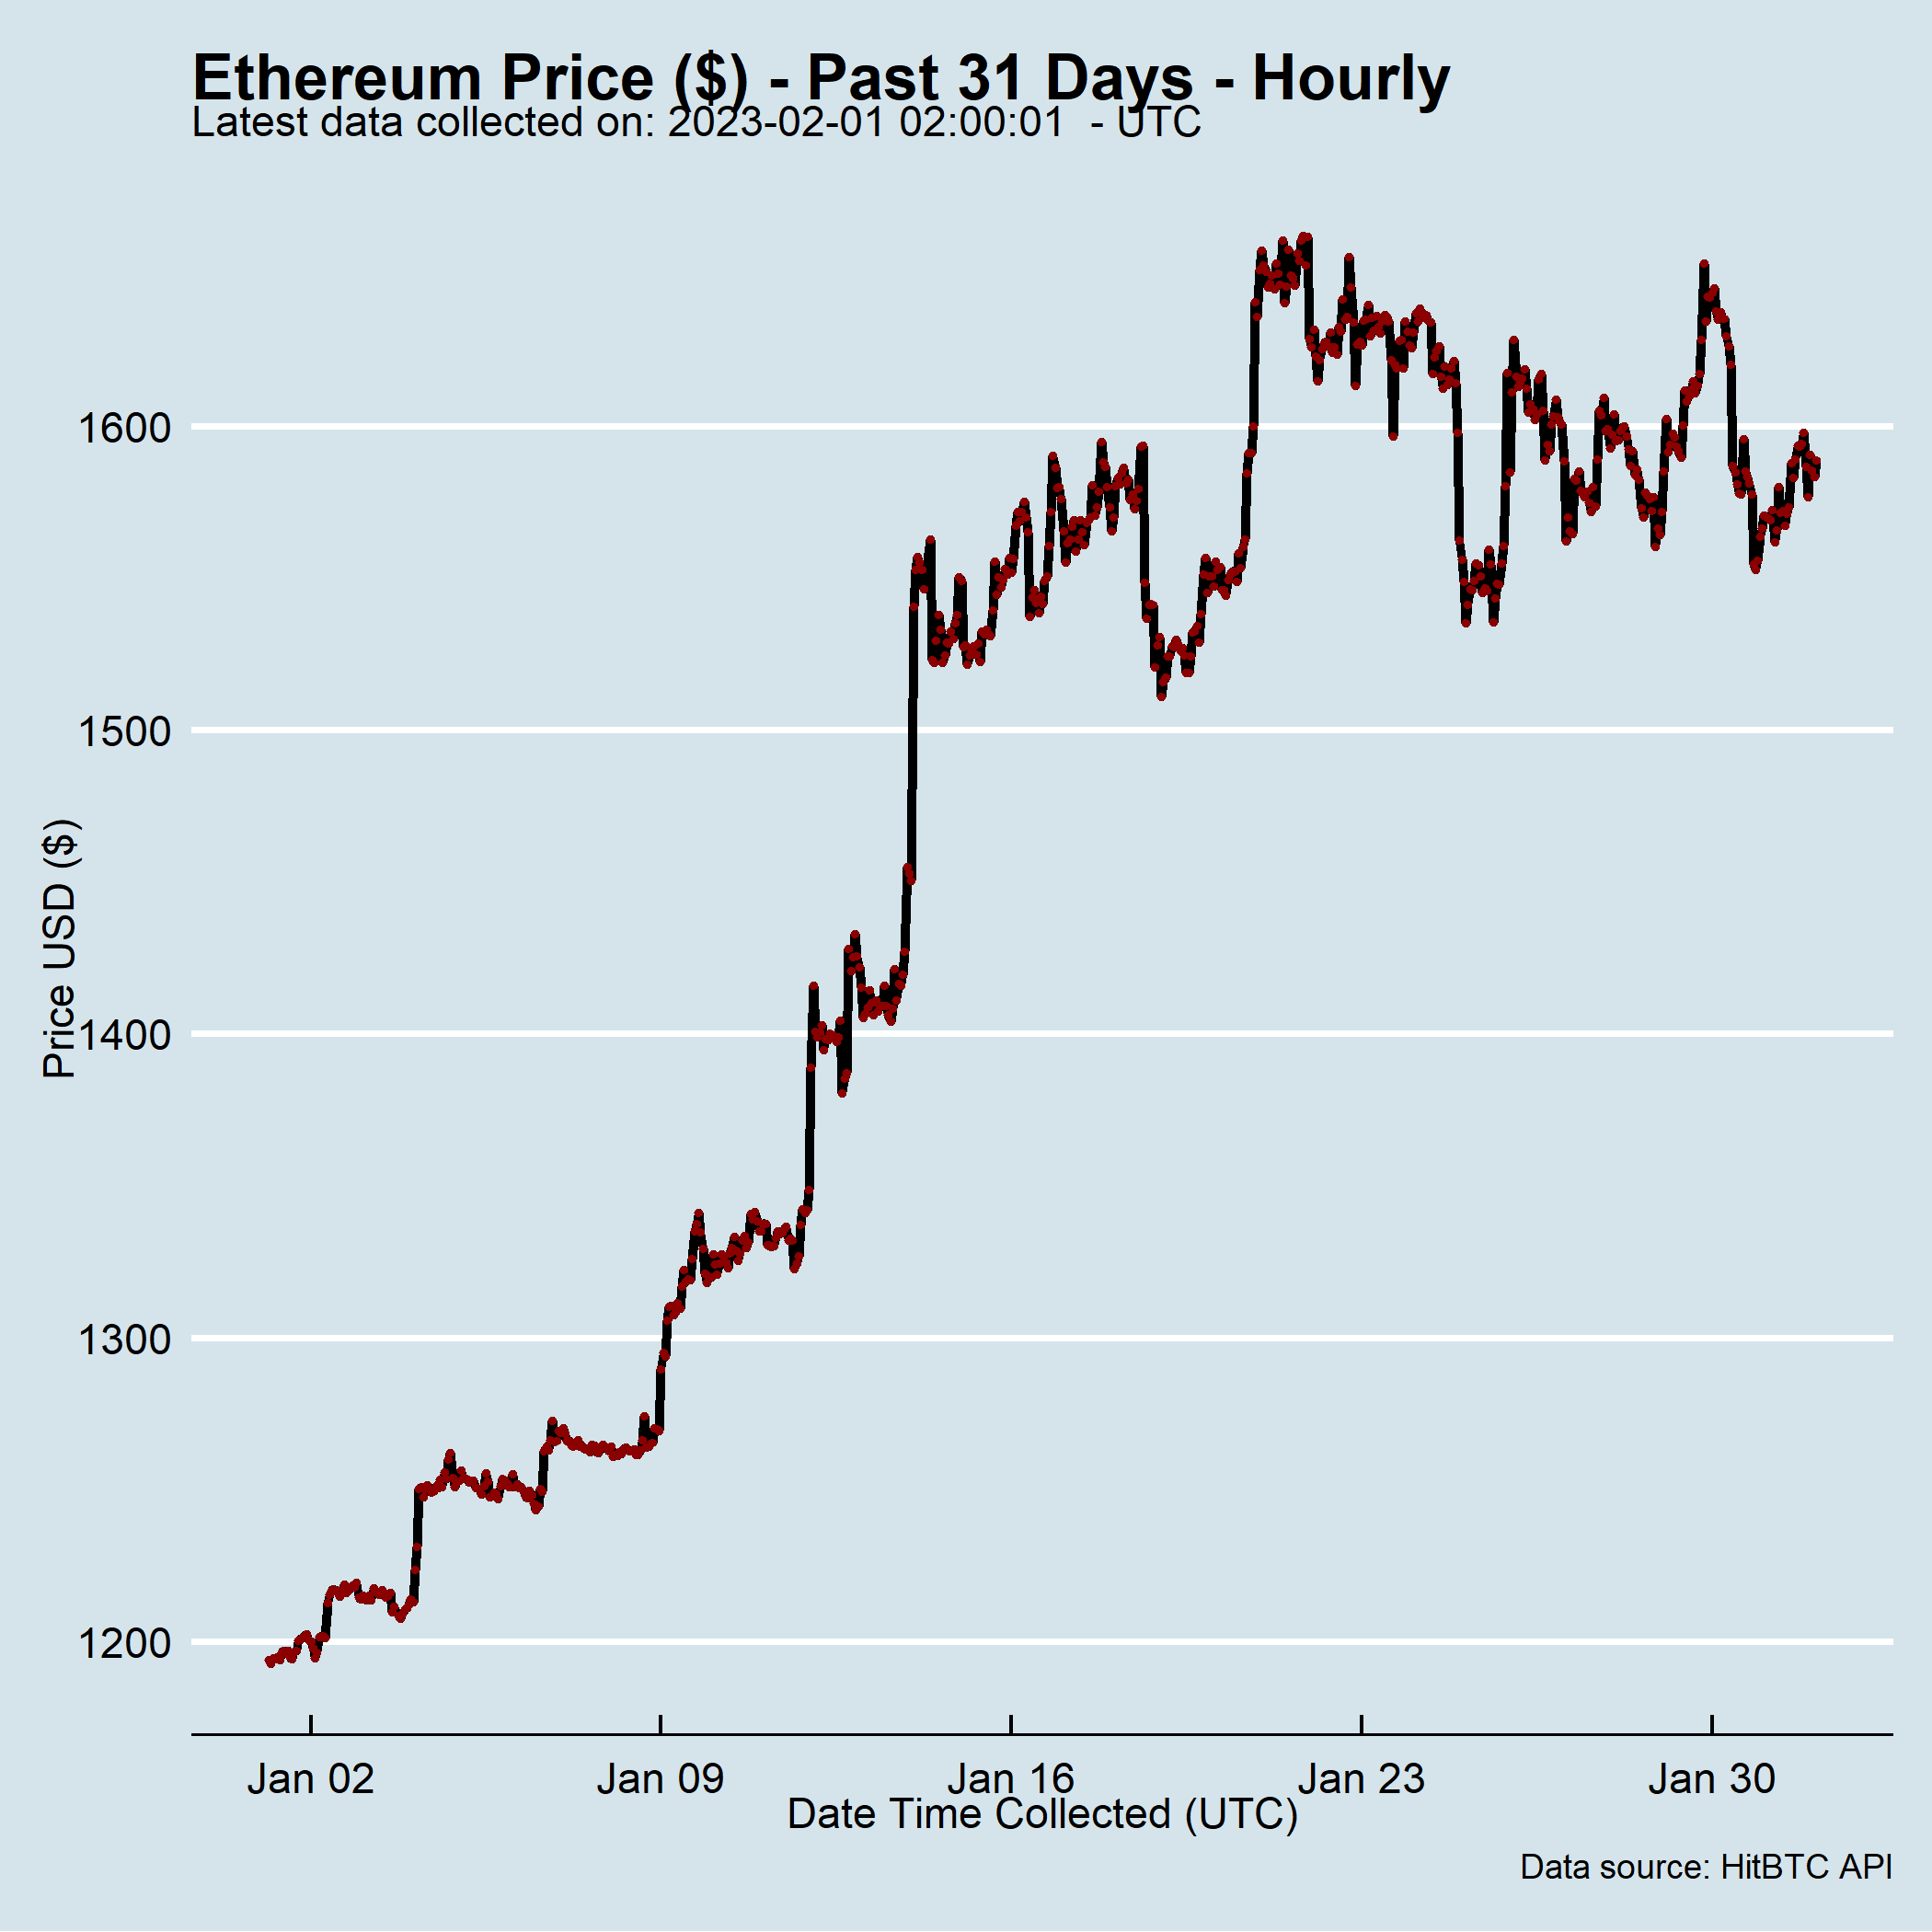 Ethereum Price ($) - Past 31 Days - Hourly
Latest data collected on: 2023-02-01 02:00:01  - UTC
Price USD ($)
1600
1500
1400
1300
1200
Jan 02
Jan 09
Jan 16
Jan 23
Jan 30
Date Time Collected (UTC)
Data source: HitBTC API